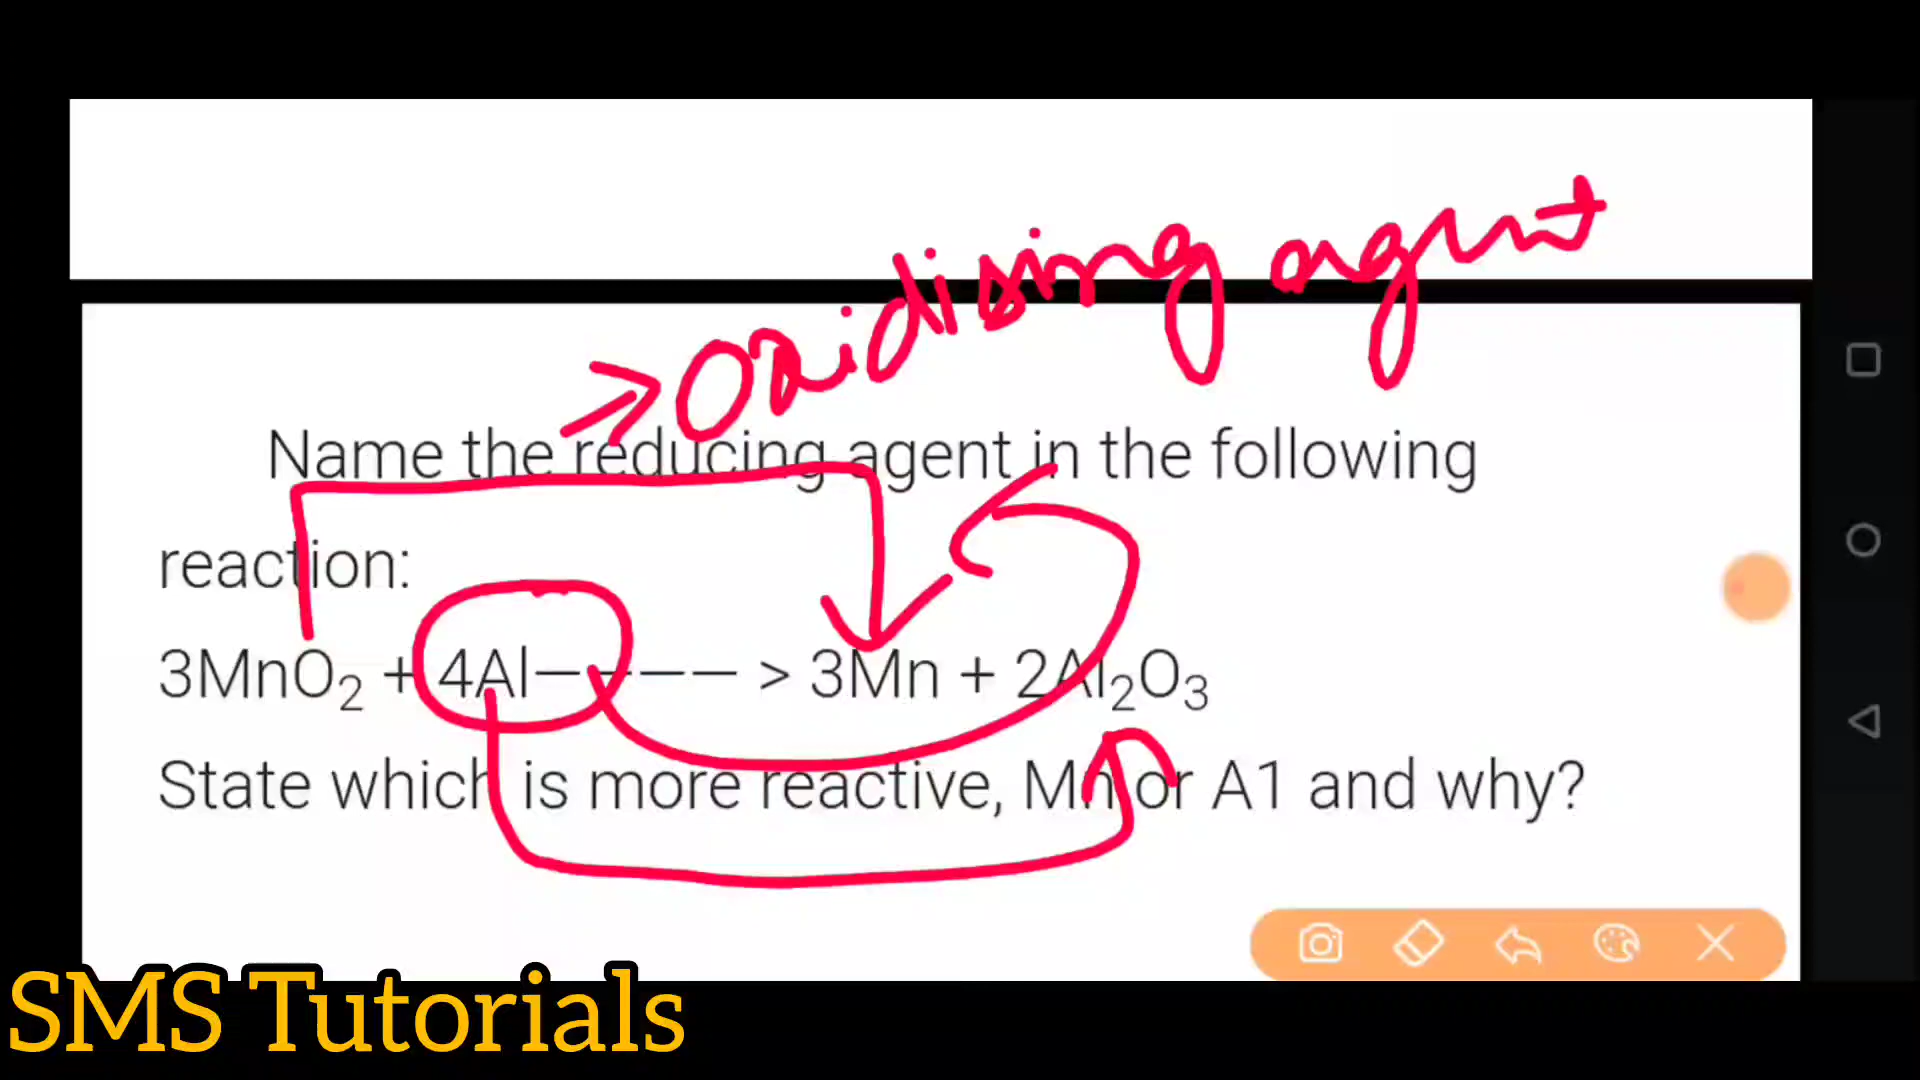 >Oxidising agent
Name the reducing agent in the following
reaction:
3MnO₂ + 4Al————> 3Mn + 2Al₂O₃
State which is more reactive, Mn or A1 and why?
SMS Tutorials